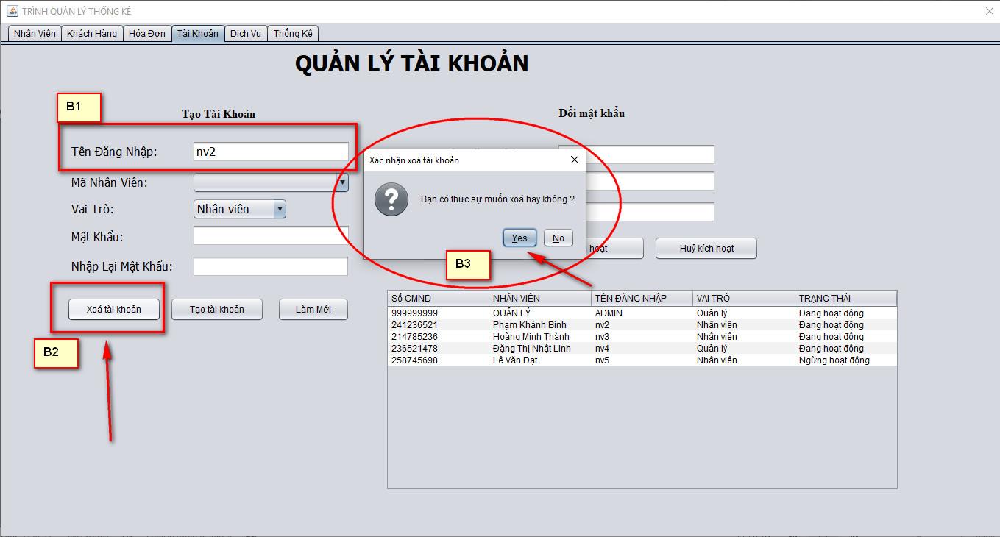 TRÌNH QUẢN LÝ THỐNG KÊ
Nhân Viên Khách Hàng Hóa Đơn Tài Khoản Dịch Vụ Thống Kê
QUẢN LÝ TÀI KHOẢN
B1
Tạo Tài Khoản
Đổi mật khẩu
Tên Đăng Nhập: nv2
Mã Nhân Viên:
Vai Trò: Nhân viên
Mật Khẩu:
Nhập Lại Mật Khẩu:
Xoá tài khoản Tạo tài khoản Làm Mới
B2
Xác nhận xoá tài khoản
Bạn có thực sự muốn xoá hay không ?
Yes No
B3
hoạt Huỷ kích hoạt
Số CMND NHÂN VIÊN TÊN ĐĂNG NHẬP VAI TRÒ TRẠNG THÁI
999999999 QUẢN LÝ ADMIN Quản lý Đang hoạt động
241236521 Phạm Khánh Bình nv2 Nhân viên Đang hoạt động
214785236 Hoàng Minh Thành nv3 Nhân viên Đang hoạt động
236521478 Đặng Thị Nhật Linh nv4 Quản lý Đang hoạt động
258745698 Lê Văn Đạt nv5 Nhân viên Ngừng hoạt động